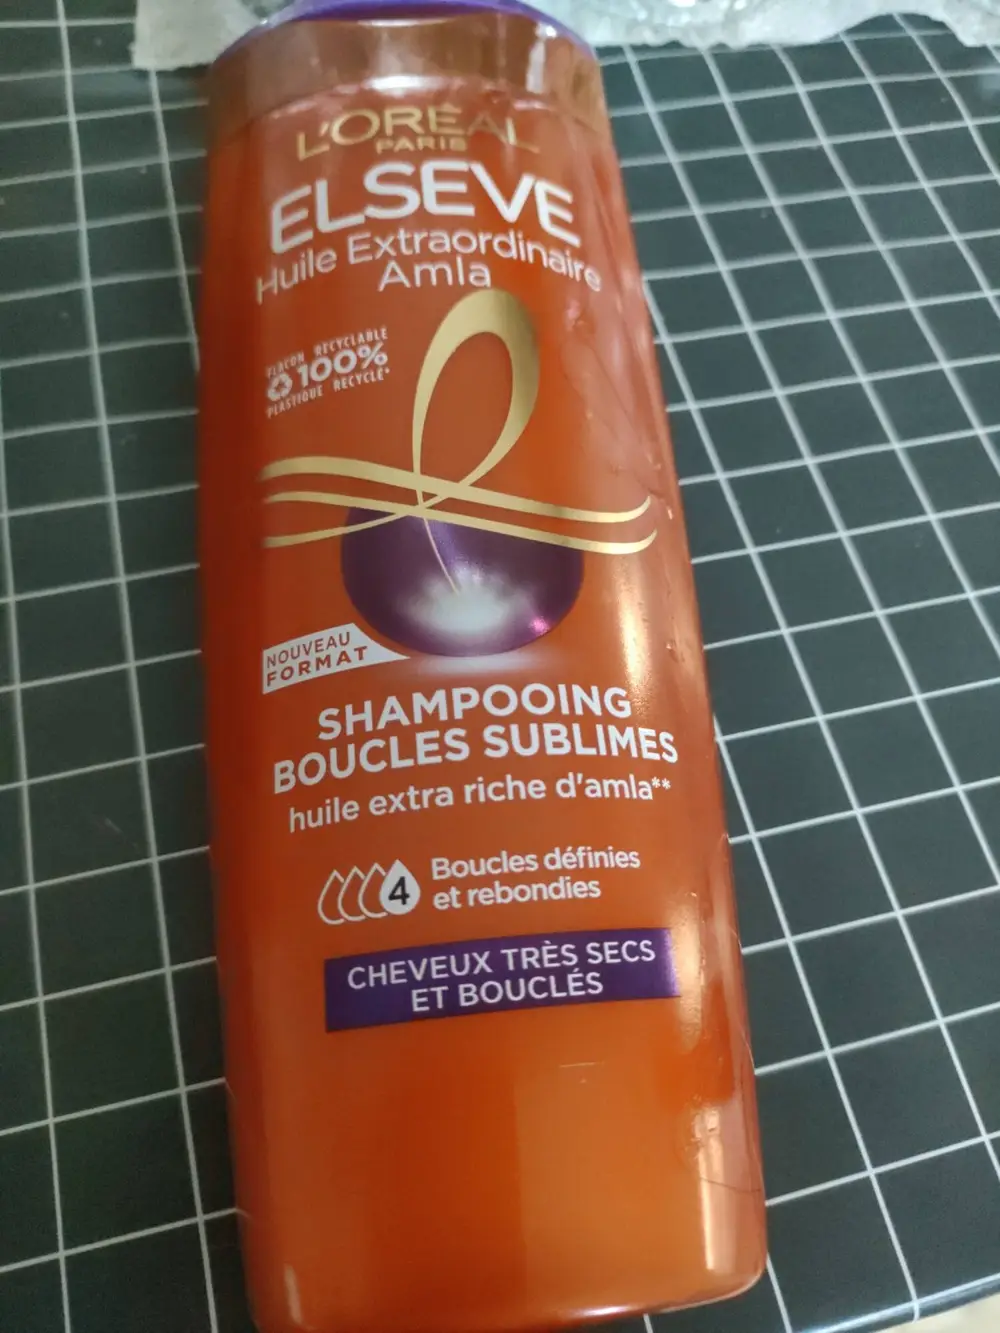 L'ORÉAL
PARIS
ELSEVE
Huile Extraordinaire
Amla
FLACON RECYCLABLE
100%
PLASTIQUE RECYCLÉ*
NOUVEAU
FORMAT
SHAMPOOING
BOUCLES SUBLIMES
huile extra riche d'amla**
4
Boucles définies
et rebondies
CHEVEUX TRÈS SECS
ET BOUCLÉS